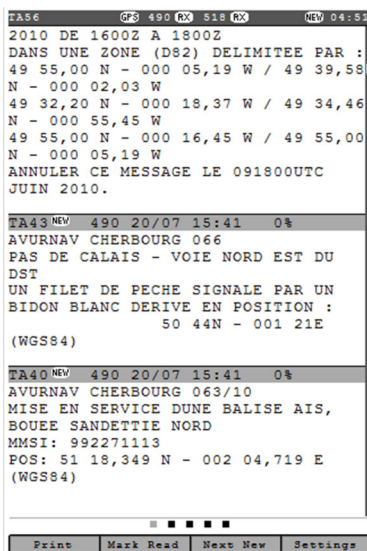 TA56 GPS 490 RX 518 RX NEW 04:51
2010 DE 1600Z A 1800Z
DANS UNE ZONE (D82) DELIMITEE PAR :
49 55,00 N - 000 05,19 W / 49 39,58
N - 000 02,03 W
49 32,20 N - 000 18,37 W / 49 34,46
N - 000 55,45 W
50 55,00 N - 000 16,45 W / 49 55,00
N - 000 05,19 W
ANNULER CE MESSAGE LE 091800UTC
JUIN 2010.
TA43 NEW 490 20/07 15:41 0%
AVURNAV CHERBOURG 066
PAS DE CALAIS - VOIE NORD EST DU
DST
UN FILET DE PECHE SIGNALE PAR UN
BIDON BLANC DERIVE EN POSITION :
50 44N - 001 21E
(WGS84)
TA40 NEW 490 20/07 15:41 0%
AVURNAV CHERBOURG 063/10
MISE EN SERVICE DUNE BALISE AIS,
BOUEE SANDETTIE NORD
MMSI: 992271113
POS: 51 18,349 N - 002 04,719 E
(WGS84)
Print Mark Read Next New Settings